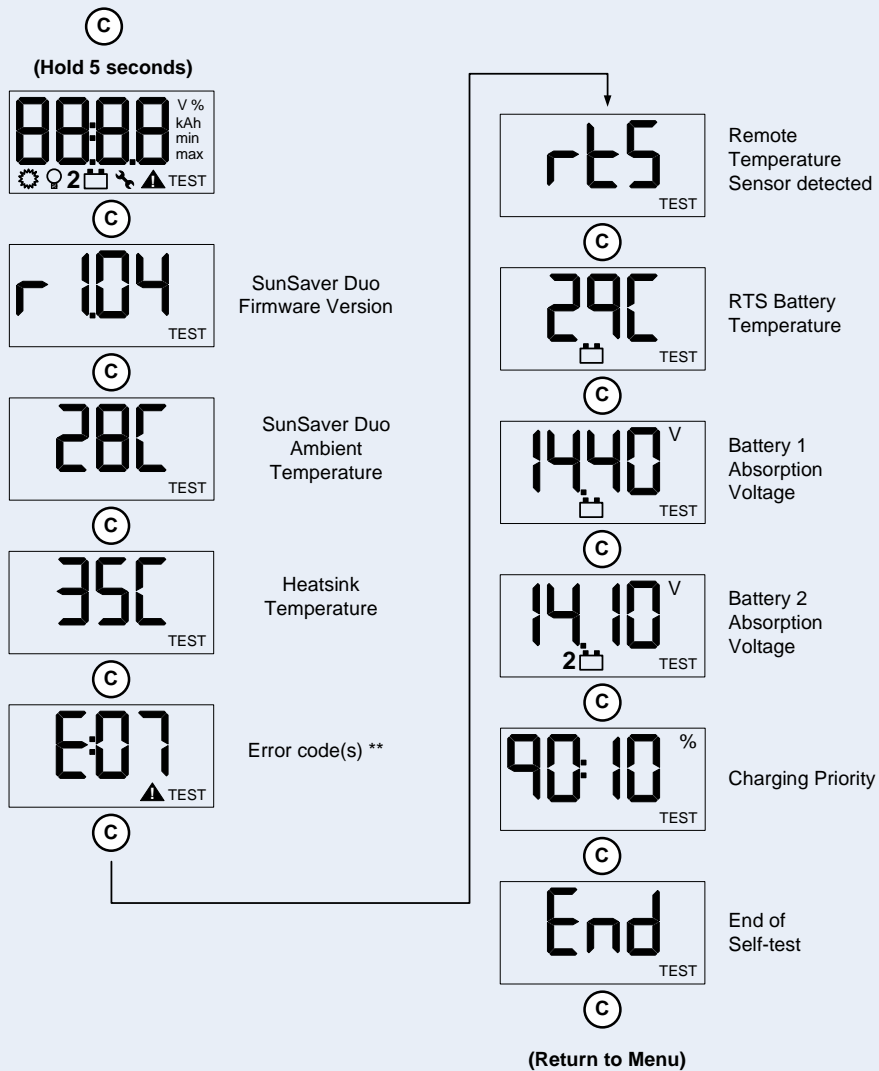 C
(Hold 5 seconds)
88:8.8
V %
kAh
min
max
2
TEST
C
r 1.04
TEST
SunSaver Duo
Firmware Version
C
28C
TEST
SunSaver Duo
Ambient
Temperature
C
35C
TEST
Heatsink
Temperature
C
E:07
TEST
Error code(s) **
C
rtS
TEST
Remote
Temperature
Sensor detected
C
29C
TEST
RTS Battery
Temperature
C
14.40 V
TEST
Battery 1
Absorption
Voltage
C
14.10 V
2
TEST
Battery 2
Absorption
Voltage
C
90:10 %
TEST
Charging Priority
C
End
TEST
End of
Self-test
C
(Return to Menu)